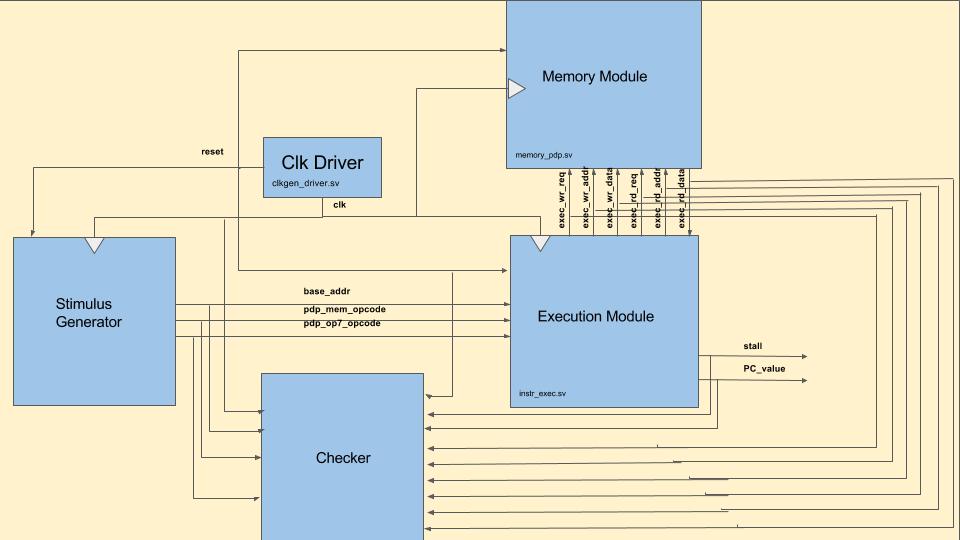 Memory Module
memory_pdp.sv
reset
Clk Driver
clkgen_driver.sv
clk
exec_wr_req
exec_wr_addr
exec_wr_data
exec_rd_req
exec_rd_addr
exec_rd_data
Stimulus
Generator
base_addr
pdp_mem_opcode
pdp_op7_opcode
Execution Module
instr_exec.sv
stall
PC_value
Checker